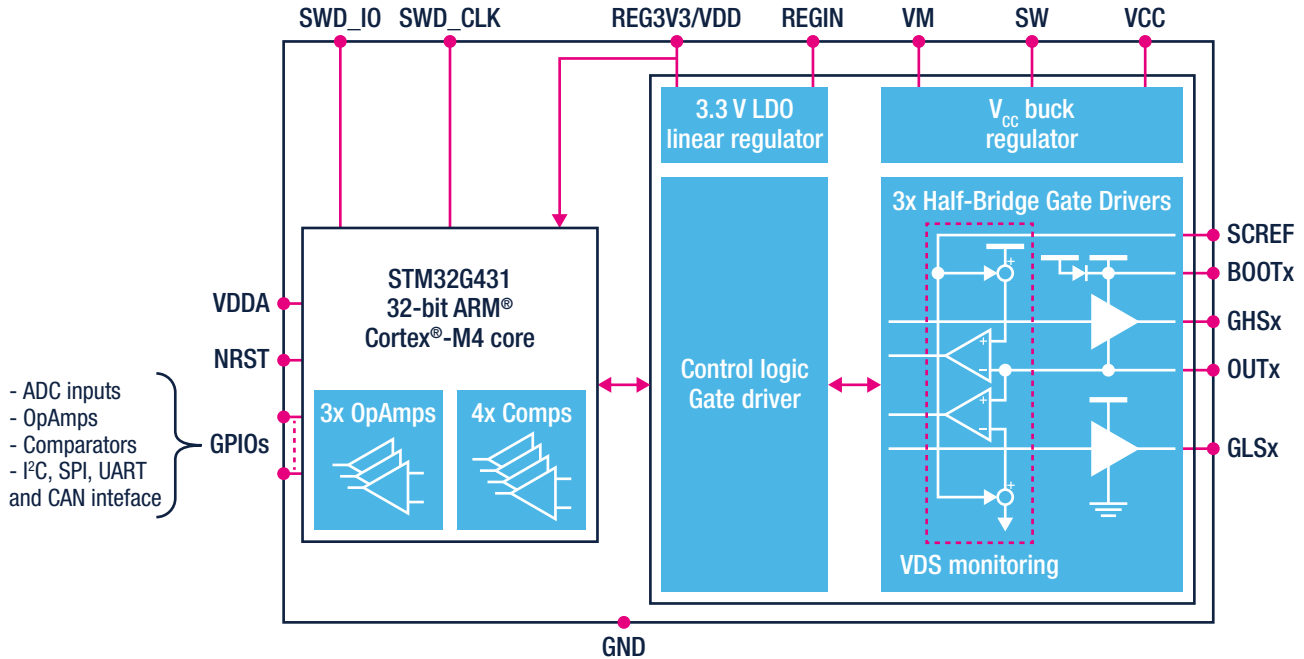 SWD_IO SWD_CLK REG3V3/VDD REGIN VM SW VCC
3.3 V LDO
linear regulator
VCC buck
regulator
3x Half-Bridge Gate Drivers
SCREF
BOOTx
GHSx
OUTx
GLSx
+
+
-
+
-
+
VDS monitoring
Control logic
Gate driver
STM32G431
32-bit ARM®
Cortex®-M4 core
3x OpAmps
4x Comps
VDDA
NRST
GPIOs
- ADC inputs
- OpAmps
- Comparators
- I²C, SPI, UART
and CAN inteface
GND